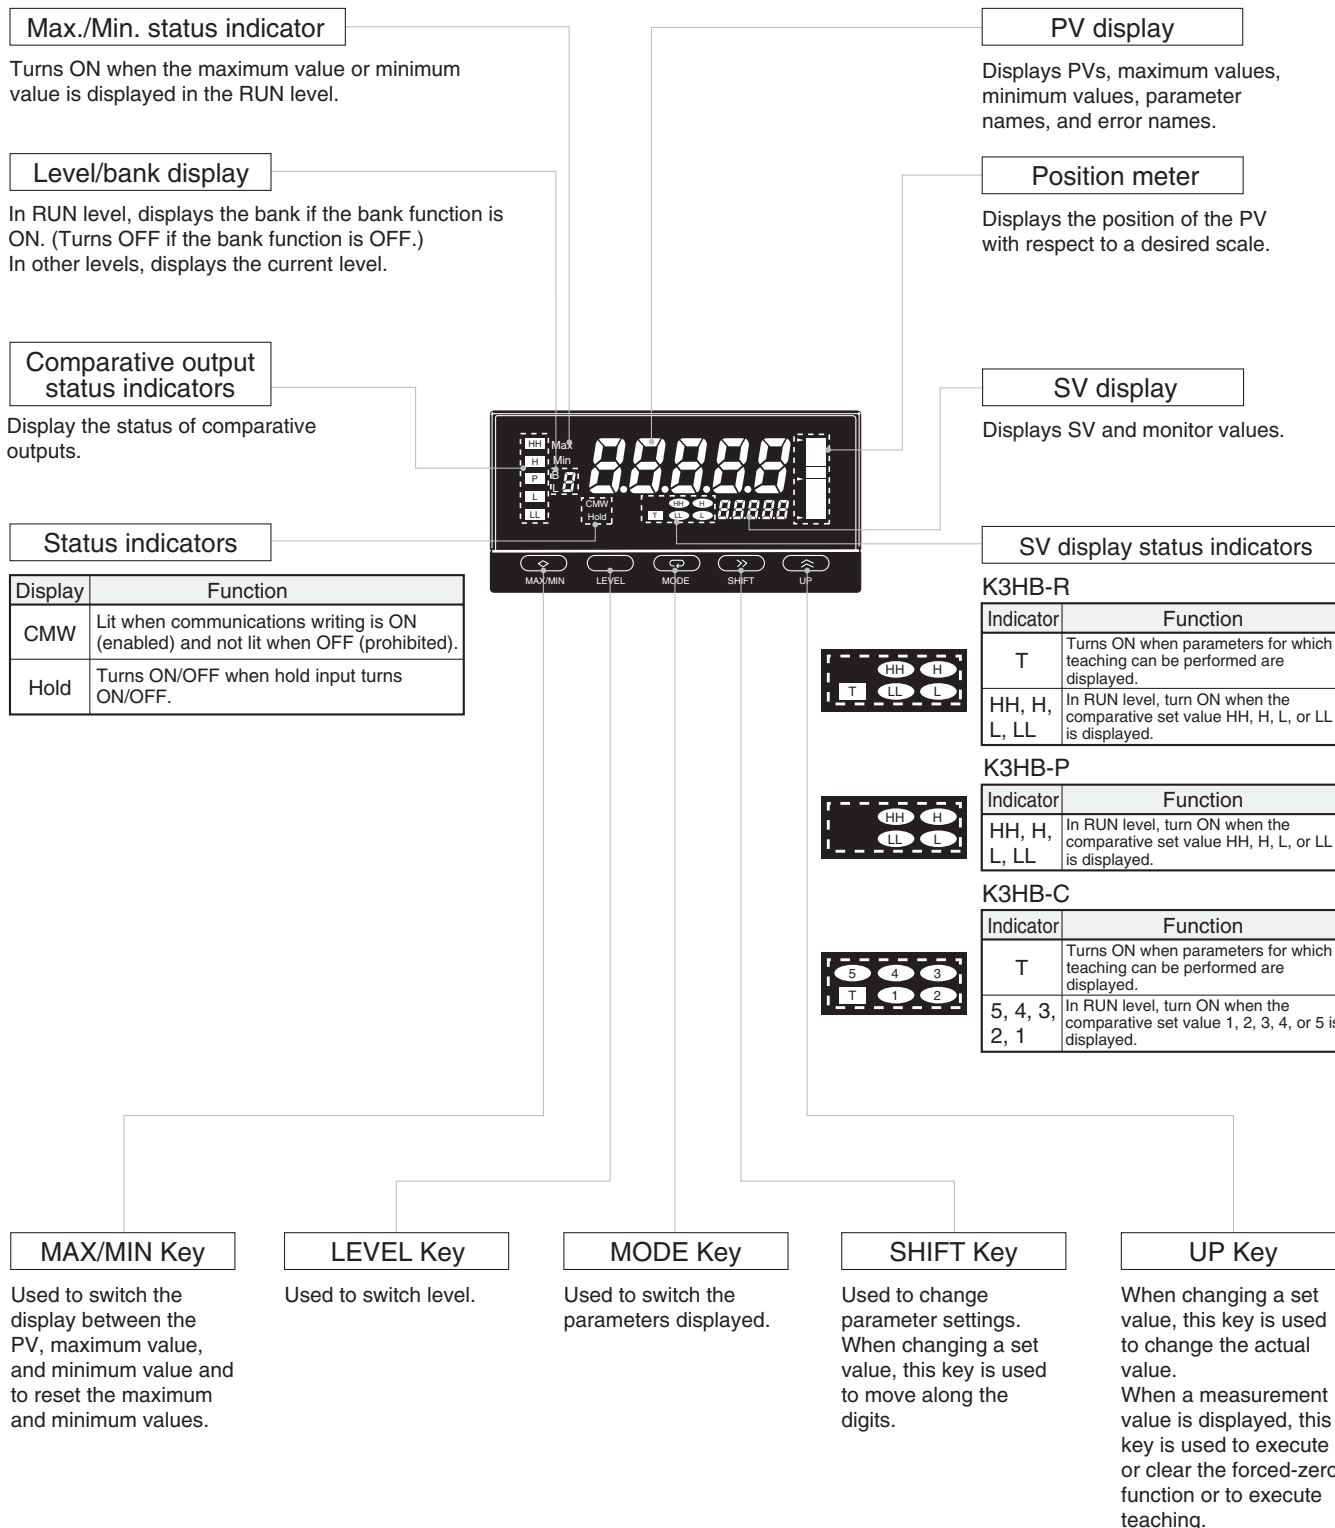 Max./Min. status indicator
Turns ON when the maximum value or minimum
value is displayed in the RUN level.
Level/bank display
In RUN level, displays the bank if the bank function is
ON. (Turns OFF if the bank function is OFF.)
In other levels, displays the current level.
Comparative output
status indicators
Display the status of comparative
outputs.
Status indicators
Display Function
CMW Lit when communications writing is ON
(enabled) and not lit when OFF (prohibited).
Hold Turns ON/OFF when hold input turns
ON/OFF.
HH Max
H Min
P B
L L
LL
8
CMW
Hold
8.8.8.8.8
HH H
T LL L
8.8.8.8.8
MAX/MIN LEVEL MODE SHIFT UP
PV display
Displays PVs, maximum values,
minimum values, parameter
names, and error names.
Position meter
Displays the position of the PV
with respect to a desired scale.
SV display
Displays SV and monitor values.
SV display status indicators
K3HB-R
HH H
T LL L
Indicator Function
T Turns ON when parameters for which
teaching can be performed are
displayed.
HH, H, In RUN level, turn ON when the
L, LL comparative set value HH, H, L, or LL
is displayed.
K3HB-P
HH H
LL L
Indicator Function
HH, H, In RUN level, turn ON when the
L, LL comparative set value HH, H, L, or LL
is displayed.
K3HB-C
5 4 3
T 1 2
Indicator Function
T Turns ON when parameters for which
teaching can be performed are
displayed.
5, 4, 3, In RUN level, turn ON when the
2, 1 comparative set value 1, 2, 3, 4, or 5 is
displayed.
MAX/MIN Key
Used to switch the
display between the
PV, maximum value,
and minimum value and
to reset the maximum
and minimum values.
LEVEL Key
Used to switch level.
MODE Key
Used to switch the
parameters displayed.
SHIFT Key
Used to change
parameter settings.
When changing a set
value, this key is used
to move along the
digits.
UP Key
When changing a set
value, this key is used
to change the actual
value.
When a measurement
value is displayed, this
key is used to execute
or clear the forced-zero
function or to execute
teaching.